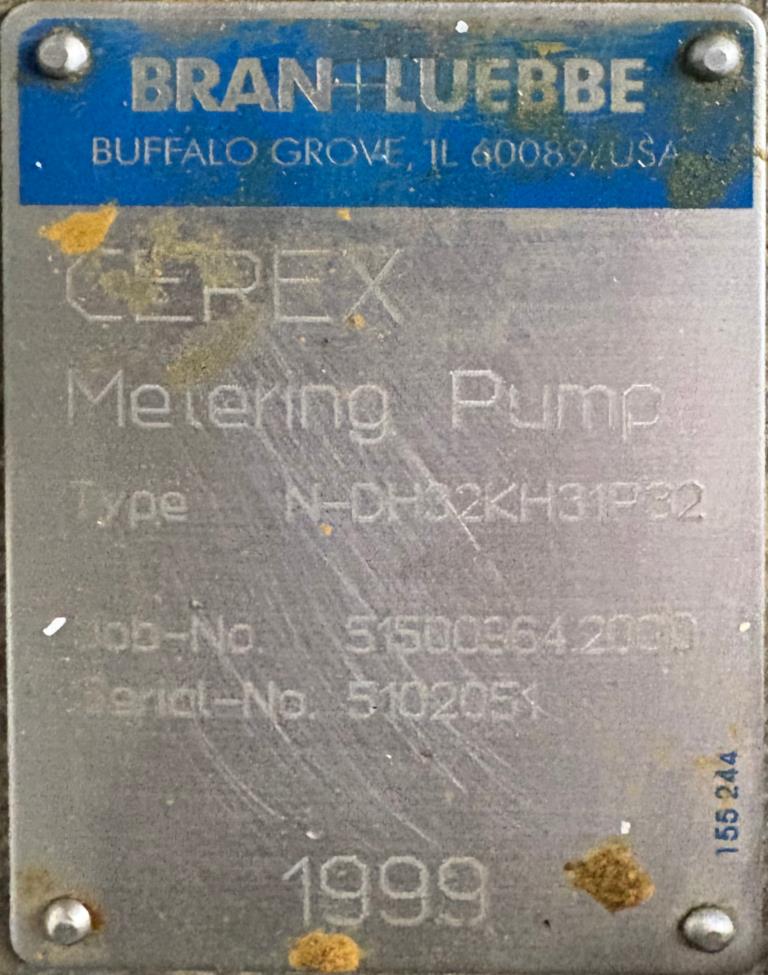 BRAN+LUEBBE
BUFFALO GROVE, IL 60089/USA
CEREX
Metering Pump
Type N-DH32KH31P32
Job-No.
Serial-No. 5102051
1999
155 244